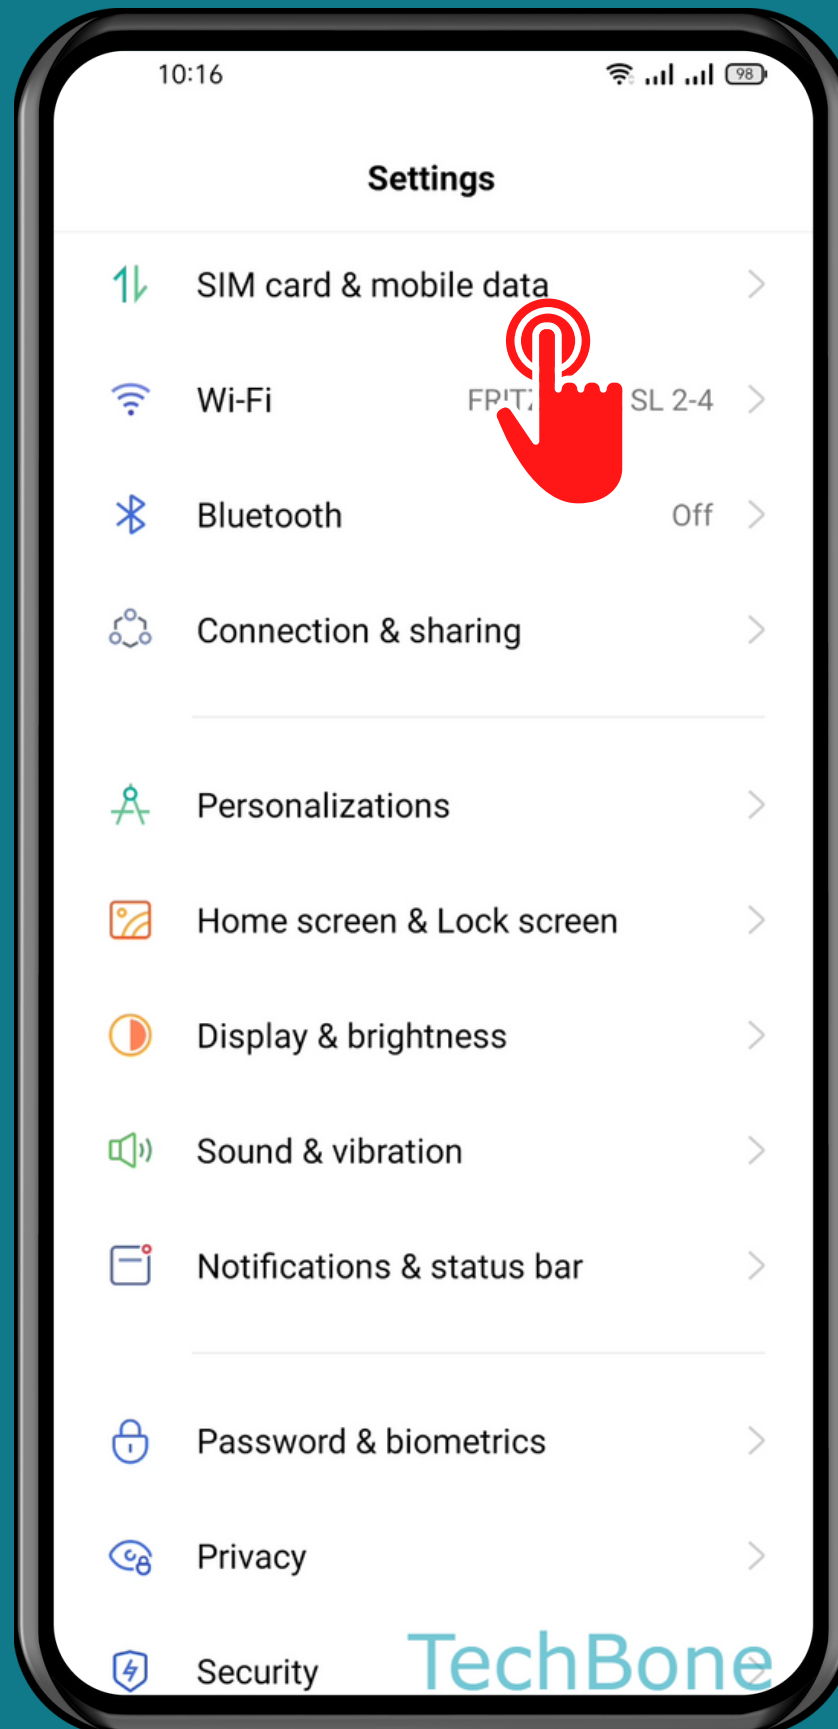 10:16
98
Settings
SIM card & mobile data
Wi-Fi SL 2-4
Bluetooth Off
Connection & sharing
Personalizations
Home screen & Lock screen
Display & brightness
Sound & vibration
Notifications & status bar
Password & biometrics
Privacy
Security
TechBone